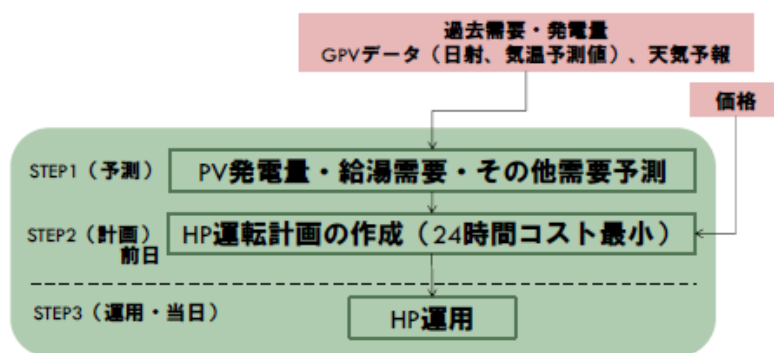 過去需要・発電量
GPVデータ（日射、気温予測値）、天気予報
価格
STEP1（予測）
PV発電量・給湯需要・その他需要予測
STEP2（計画）
前日
HP運転計画の作成（24時間コスト最小）
STEP3（運用・当日）
HP運用